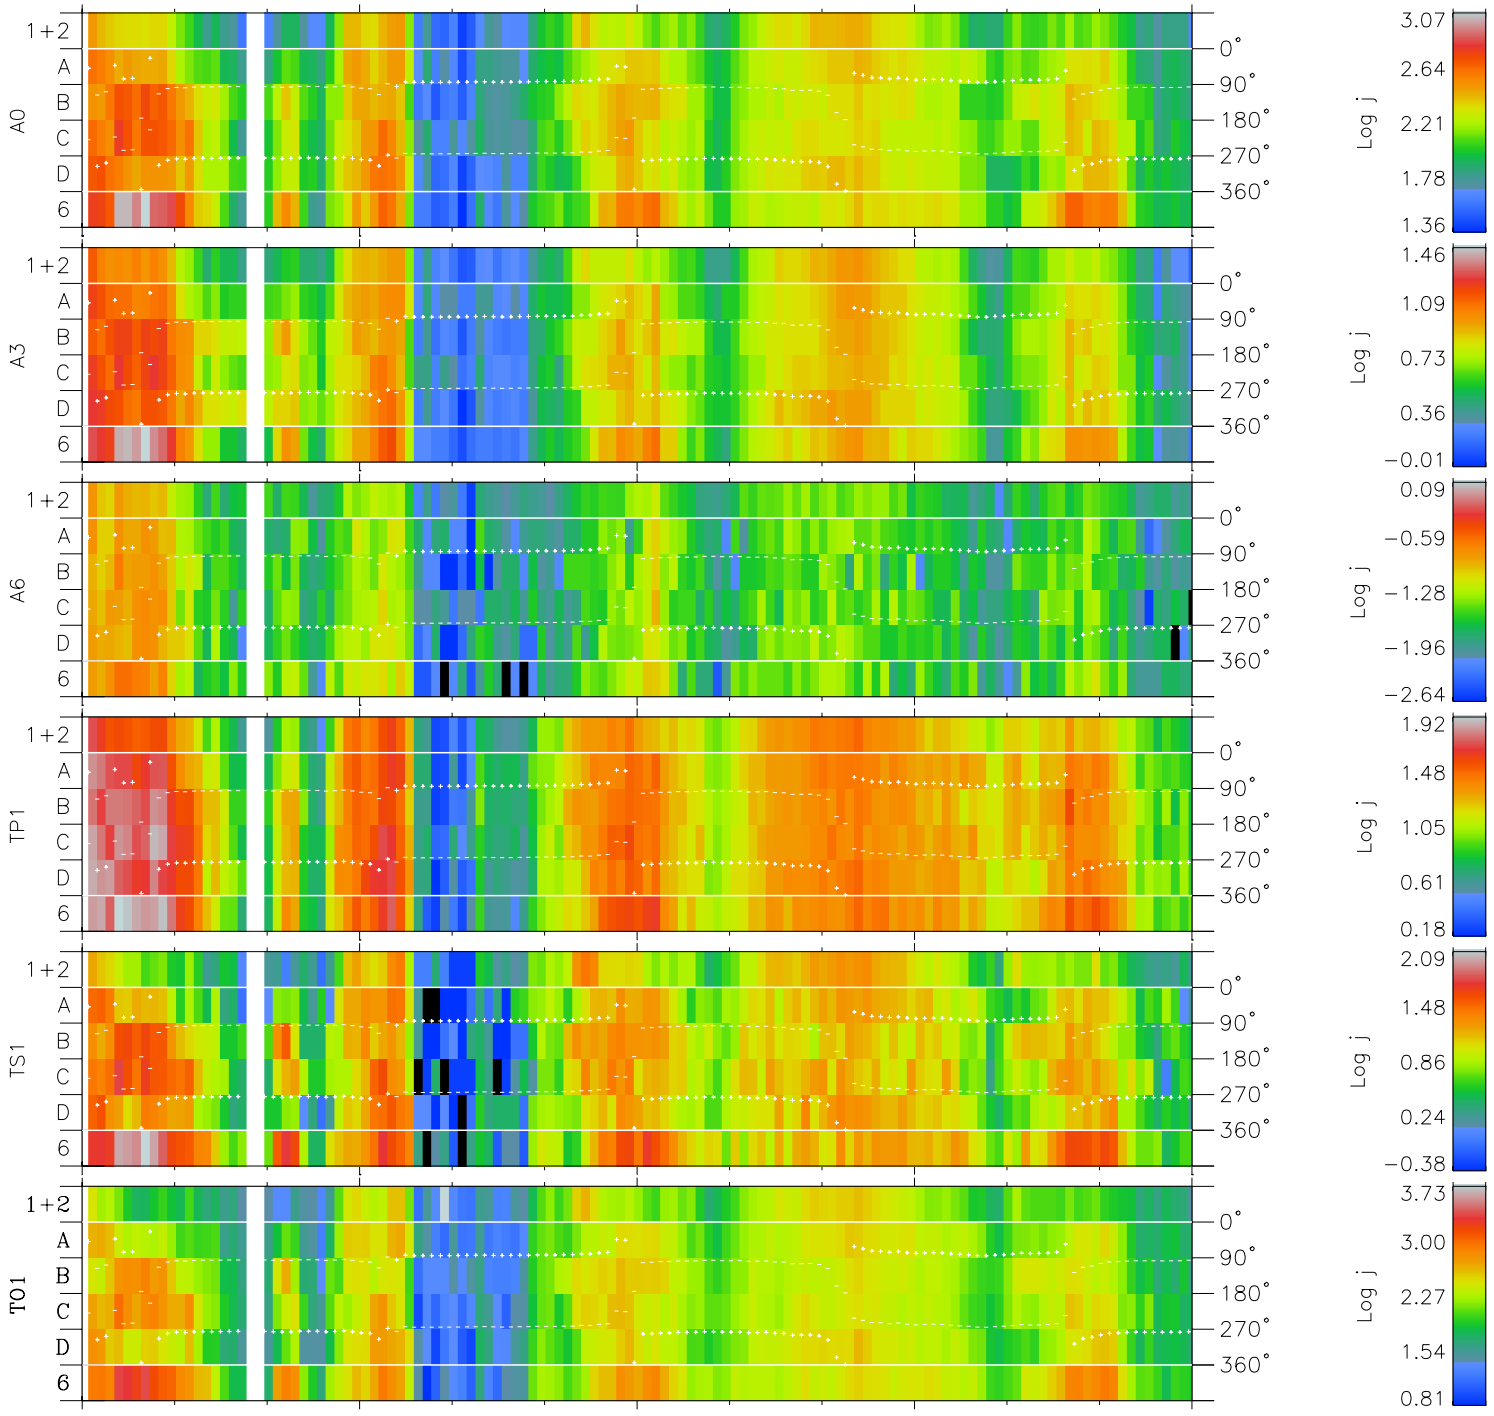 A0
1+2
A
B
C
D
6
0°
90°
180°
270°
360°
Log j
3.07
2.64
2.21
1.78
1.36
A3
1+2
A
B
C
D
6
0°
90°
180°
270°
360°
Log j
1.46
1.09
0.73
0.36
−0.01
A6
1+2
A
B
C
D
6
0°
90°
180°
270°
360°
Log j
0.09
−0.59
−1.28
−1.96
−2.64
TP1
1+2
A
B
C
D
6
0°
90°
180°
270°
360°
Log j
1.92
1.48
1.05
0.61
0.18
TS1
1+2
A
B
C
D
6
0°
90°
180°
270°
360°
Log j
2.09
1.48
0.86
0.24
−0.38
TO1
1+2
A
B
C
D
6
0°
90°
180°
270°
360°
Log j
3.73
3.00
2.27
1.54
0.81